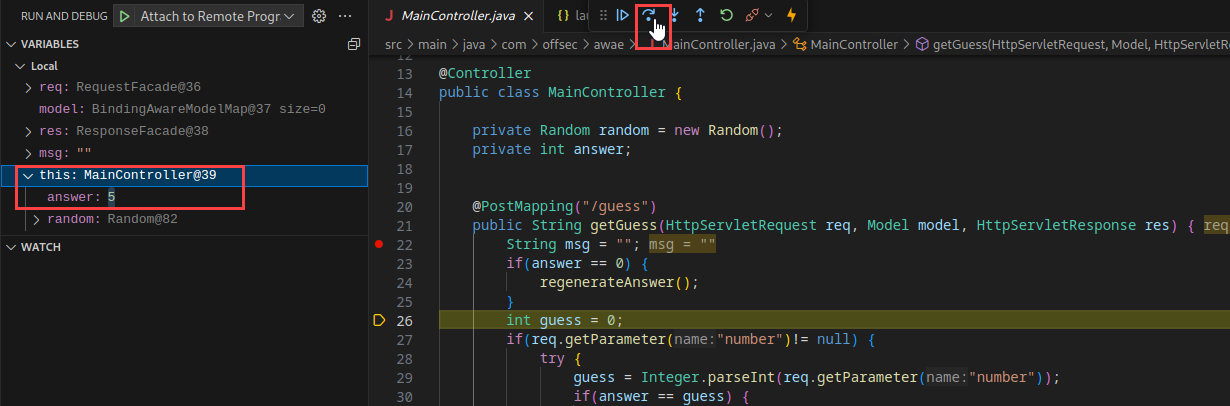 RUN AND DEBUG
Attach to Remote Progr
VARIABLES
Local
req: RequestFacade@36
model: BindingAwareModelMap@37 size=0
res: ResponseFacade@38
msg: ""
this: MainController@39
answer: 5
random: Random@82
WATCH
J MainController.java
{ } lau
src > main > java > com > offsec > awae > MainController.java > MainController > getGuess(HttpServletRequest, Model, HttpServletR
12
13 @Controller
14 public class MainController {
15
16 private Random random = new Random();
17 private int answer;
18
19
20 @PostMapping("/guess")
21 public String getGuess(HttpServletRequest req, Model model, HttpServletResponse res) { req
22 String msg = ""; msg = ""
23 if(answer == 0) {
24 regenerateAnswer();
25 }
26 int guess = 0;
27 if(req.getParameter(name:"number")!= null) {
28 try {
29 guess = Integer.parseInt(req.getParameter(name:"number"));
30 if(answer == guess) {